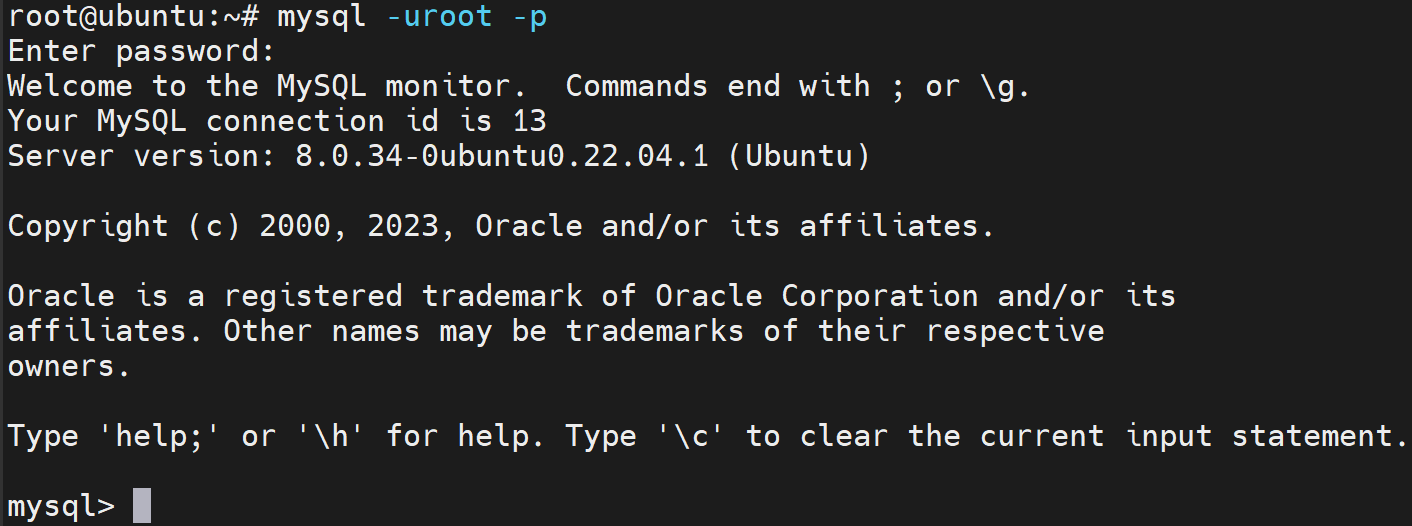 root@ubuntu:~# mysql -uroot -p
Enter password:
Welcome to the MySQL monitor.  Commands end with ; or \g.
Your MySQL connection id is 13
Server version: 8.0.34-0ubuntu0.22.04.1 (Ubuntu)
Copyright (c) 2000, 2023, Oracle and/or its affiliates.
Oracle is a registered trademark of Oracle Corporation and/or its
affiliates. Other names may be trademarks of their respective
owners.
Type 'help;' or '\h' for help. Type '\c' to clear the current input statement.
mysql>